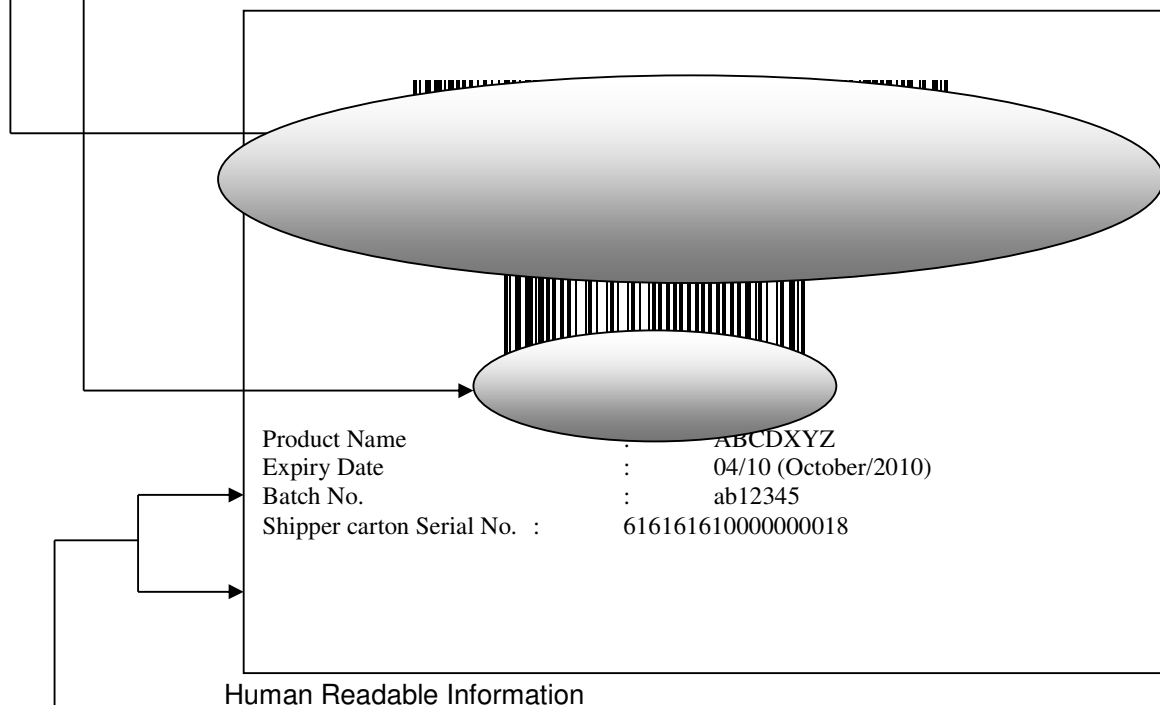 Product Name : ABCDXYZ
Expiry Date : 04/10 (October/2010)
Batch No. : ab12345
Shipper carton Serial No. : 616161610000000018
Human Readable Information